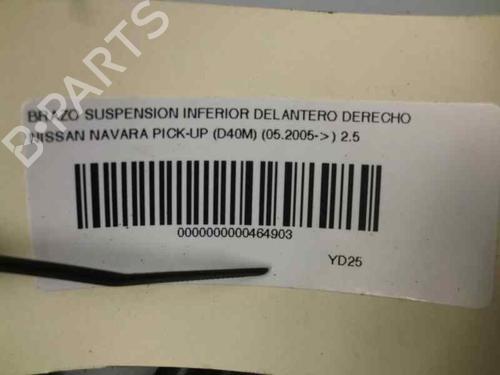 B-PARTS
BRAZO SUSPENSION INFERIOR DELANTERO DERECHO
NISSAN NAVARA PICK-UP (D40M) (05.2005->) 2.5
0000000000464903
YD25